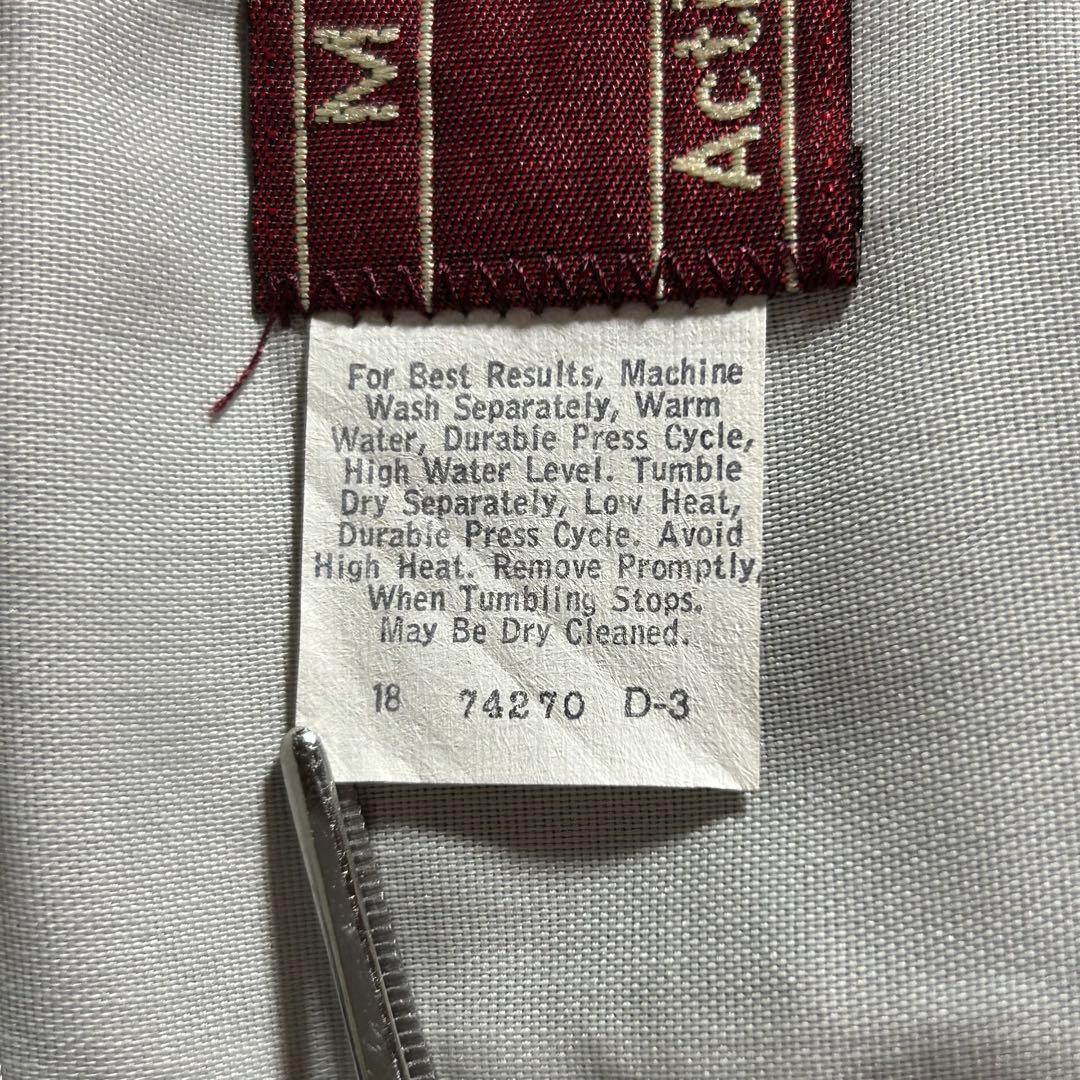 M
Act
For Best Results, Machine
Wash Separately, Warm
Water, Durable Press Cycle,
High Water Level. Tumble
Dry Separately, Low Heat,
Durable Press Cycle. Avoid
High Heat. Remove Promptly,
When Tumbling Stops.
May Be Dry Cleaned.
18 74270 D-3